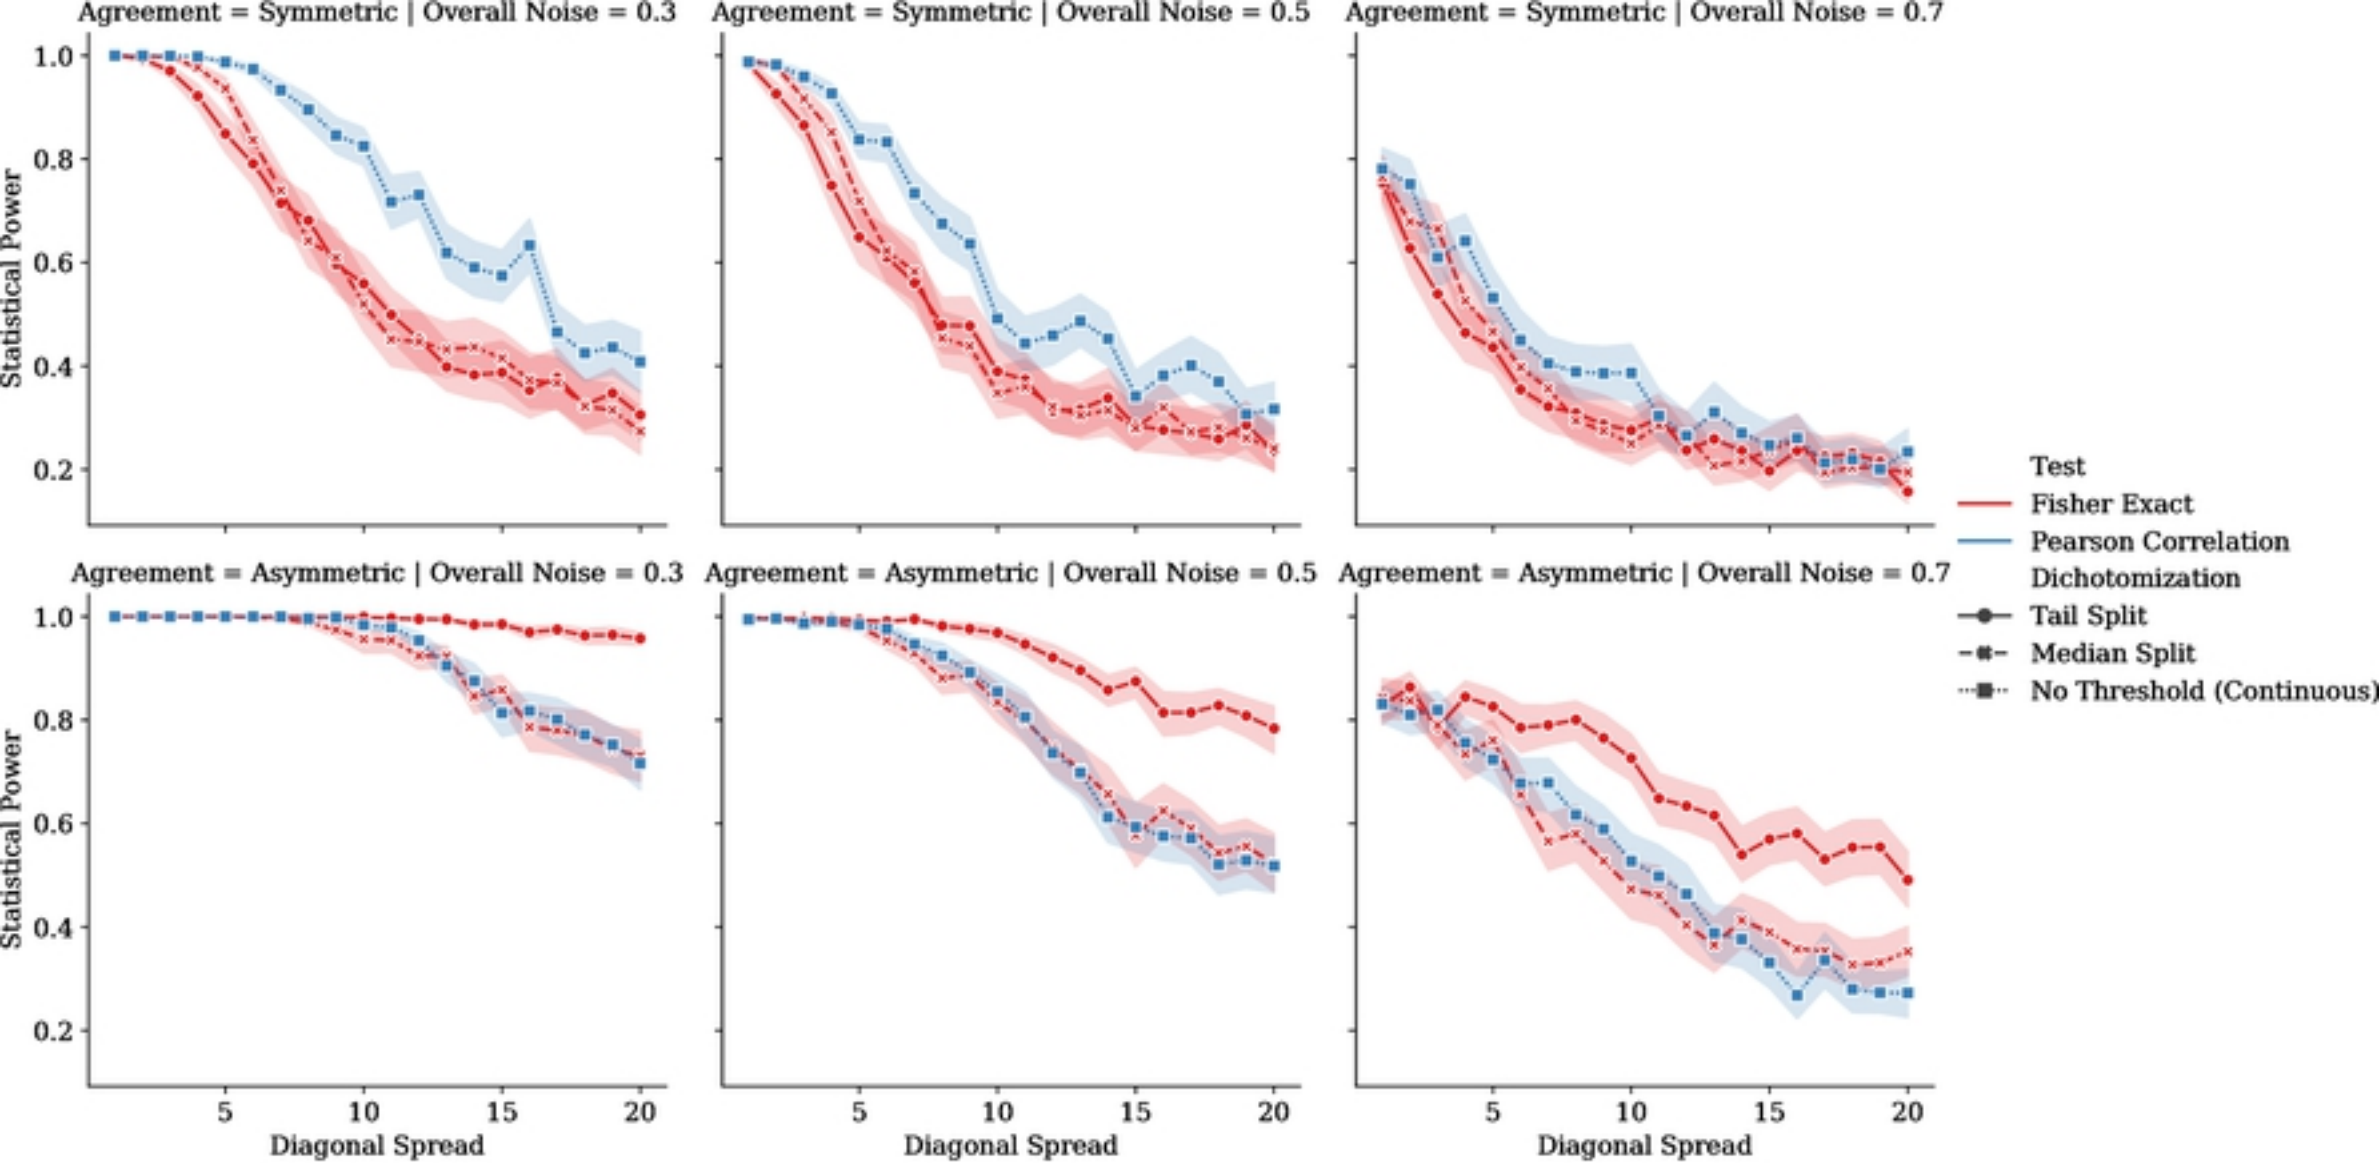 Agreement = Symmetric | Overall Noise = 0.3
Agreement = Symmetric | Overall Noise = 0.5
Agreement = Symmetric | Overall Noise = 0.7
1.0
0.8
0.6
0.4
0.2
Statistical Power
Agreement = Asymmetric | Overall Noise = 0.3
Agreement = Asymmetric | Overall Noise = 0.5
Agreement = Asymmetric | Overall Noise = 0.7
1.0
0.8
0.6
0.4
0.2
Statistical Power
5 10 15 20
Diagonal Spread
5 10 15 20
Diagonal Spread
5 10 15 20
Diagonal Spread
Test
Fisher Exact
Pearson Correlation
Dichotomization
Tail Split
Median Split
No Threshold (Continuous)